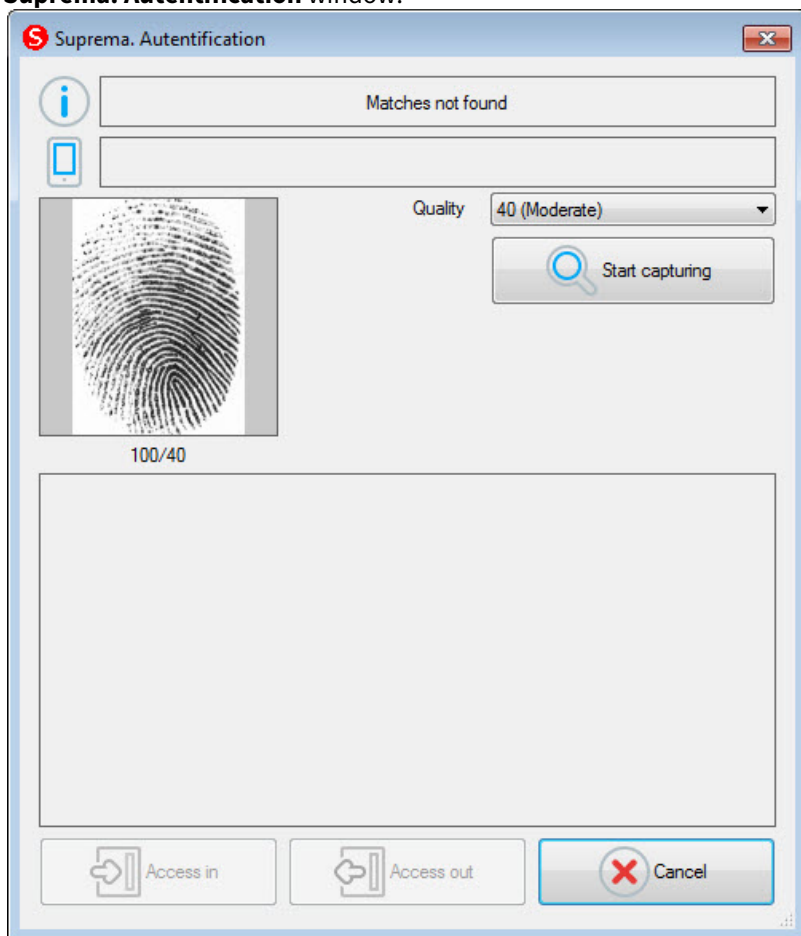 Suprema. Autentification window.
Suprema. Autentification
Matches not found
Quality 40 (Moderate)
Start capturing
100/40
Access in Access out Cancel